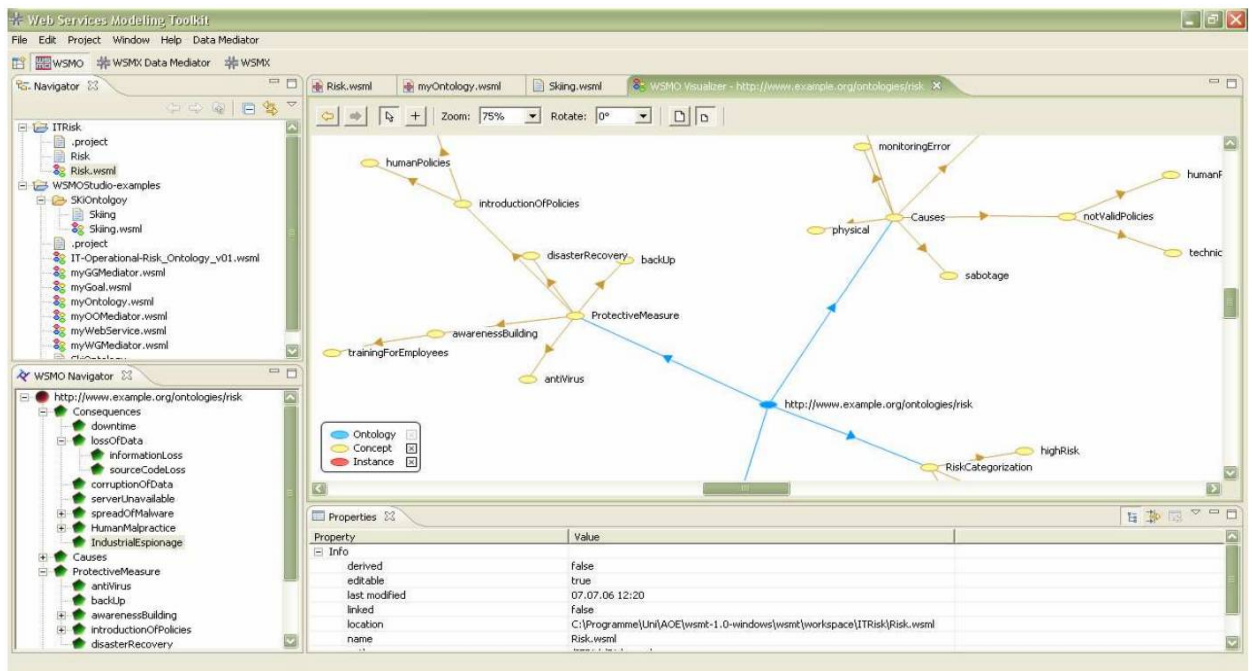 Web Services Modeling Toolkit
File Edit Project Window Help Data Mediator
WSMO WSMX Data Mediator WSMX
Navigator
ITRisk
.project
Risk
Risk.wsml
WSMOStudio-examples
SKiOntolgoy
Skiing
Skiing.wsml
.project
IT-Operational-Risk_Ontology_v01.wsml
myGGMediator.wsml
myGoal.wsml
myOntology.wsml
myOOMediator.wsml
myWebService.wsml
myWGMediator.wsml
WSMO Navigator
http://www.example.org/ontologies/risk
Consequences
downtime
lossOfData
informationLoss
sourceCodeLoss
corruptionOfData
serverUnavailable
spreadOfMalware
HumanMalpractice
IndustrialEspionage
Causes
ProtectiveMeasure
antiVirus
backUp
awarenessBuilding
introductionOfPolicies
disasterRecovery
Risk.wsml myOntology.wsml Skiing.wsml WSMO Visualizer - http://www.example.org/ontologies/risk
Zoom: 75% Rotate: 0°
monitoringError
humanPolicies
humanP
introductionOfPolicies
Causes
notValidPolicies
physical
disasterRecovery
backUp
technic
sabotage
ProtectiveMeasure
awarenessBuilding
trainingForEmployees
antiVirus
http://www.example.org/ontologies/risk
Ontology
Concept
Instance
highRisk
RiskCategorization
Properties
Property Value
Info
derived false
editable true
last modified 07.07.06 12:20
linked false
location C:\Programme\Uni\AOE\wsmt-1.0-windows\wsmt\workspace\ITRisk\Risk.wsml
name Risk.wsml